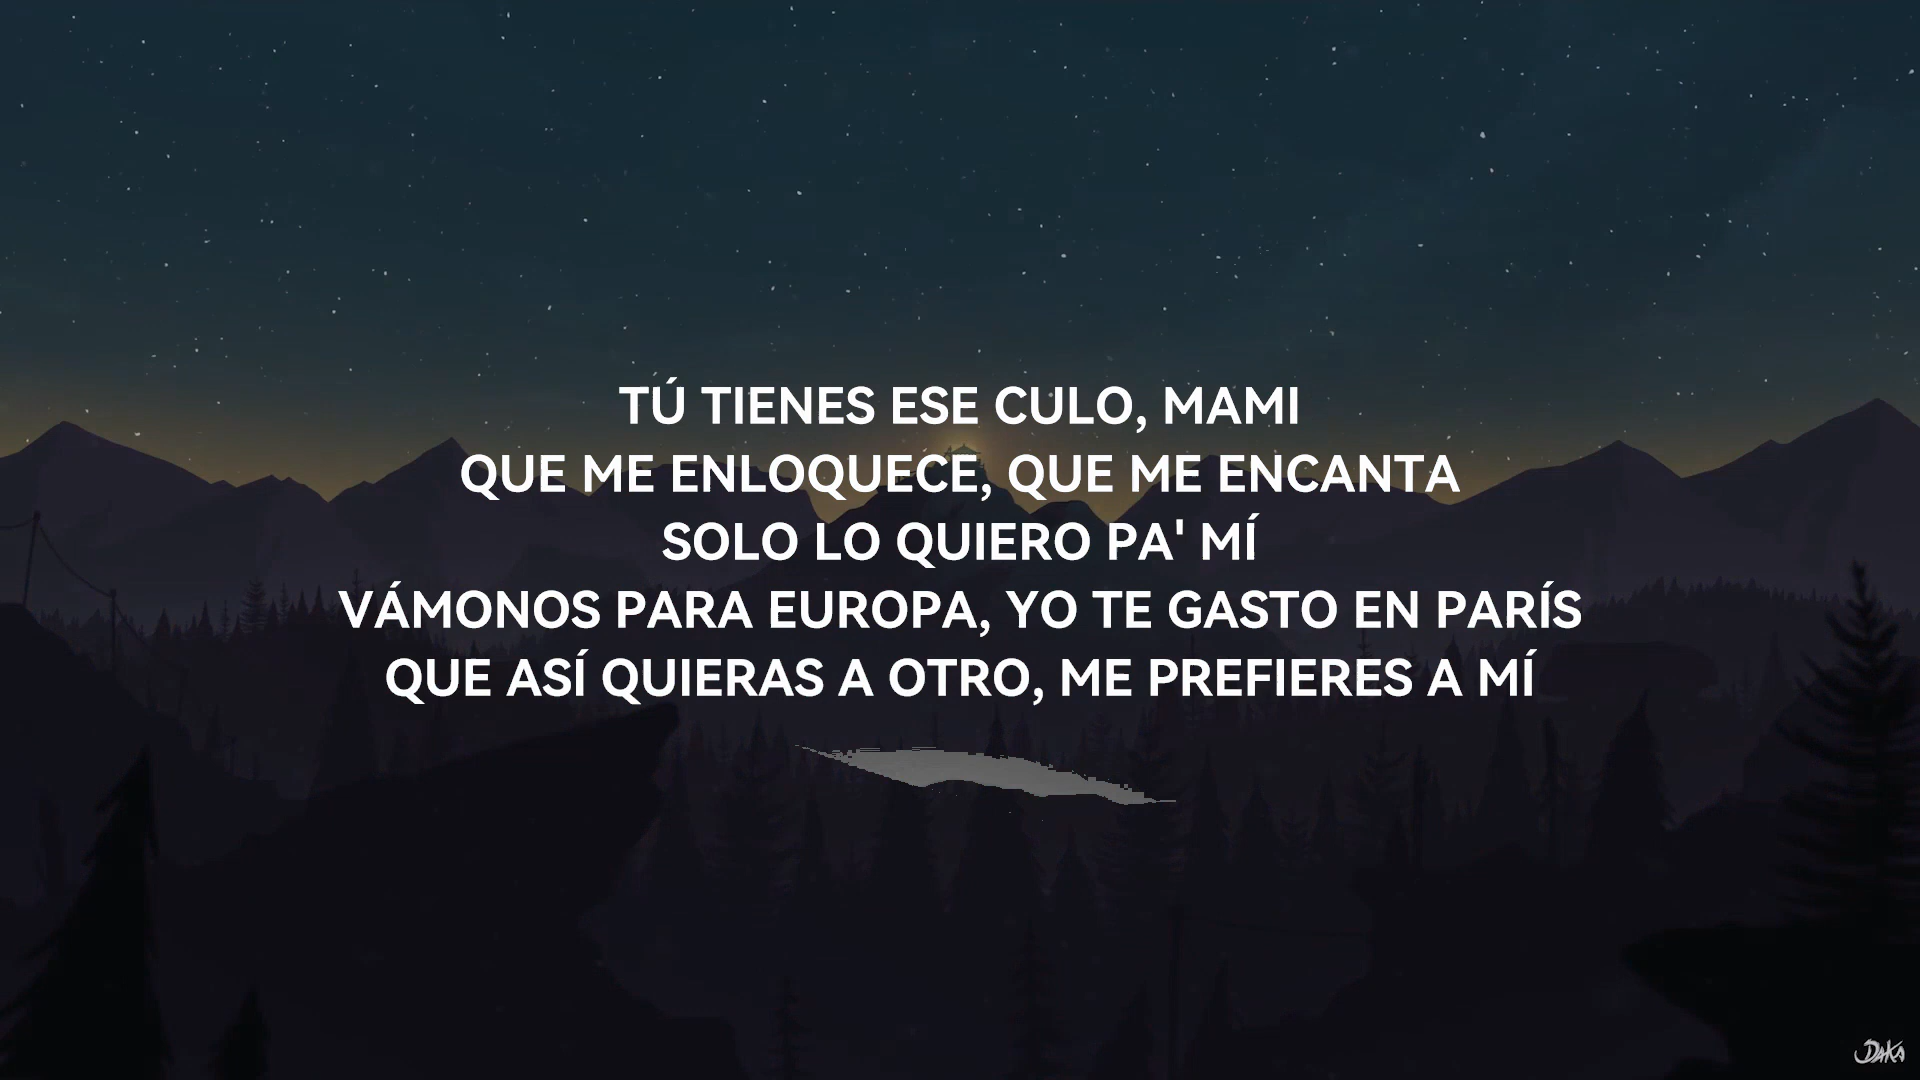 TÚ TIENES ESE CULO, MAMI
QUE ME ENLOQUECE, QUE ME ENCANTA
SOLO LO QUIERO PA' MÍ
VÁMONOS PARA EUROPA, YO TE GASTO EN PARÍS
QUE ASÍ QUIERAS A OTRO, ME PREFIERES A MÍ
DAKA